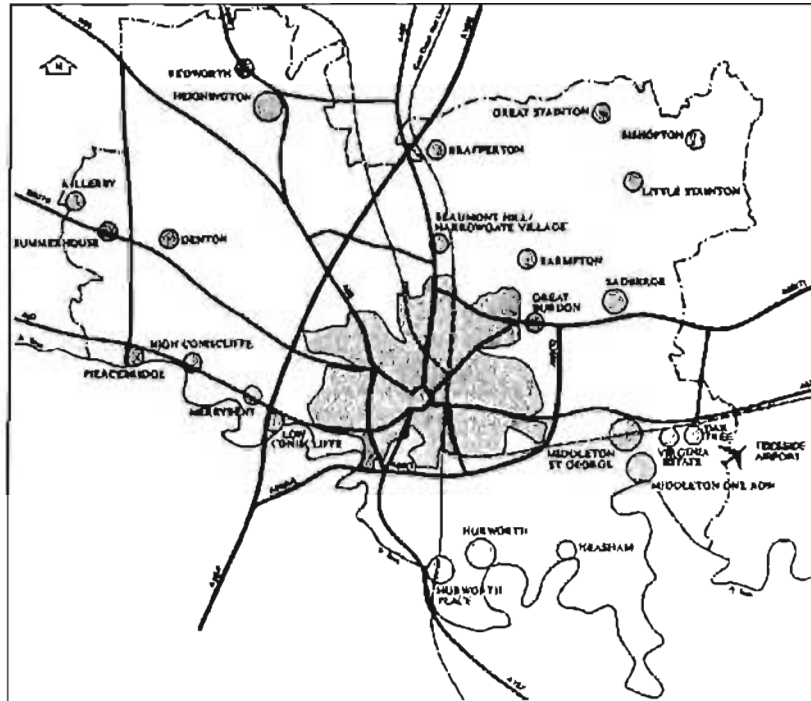 N
REDWORTH
HEIGHINGTON
GREAT STAINTON
BISHOPTON
BRAFFERTON
KILLERBY
LITTLE STAINTON
BEAUMONT HILL/
HARROWGATE VILLAGE
SUMMERHOUSE
DENTON
BARMPTON
SADBERGE
GREAT
BURDON
HIGH CONISCLIFFE
PIERCEBRIDGE
MERRYBENT
LOW
CONISCLIFFE
MIDDLETON
ST GEORGE
OAK
TREE
VIRGINIA
ESTATE
TEESSIDE
AIRPORT
MIDDLETON ONE ROW
HURWORTH
NEASHAM
HURWORTH
PLACE
A167